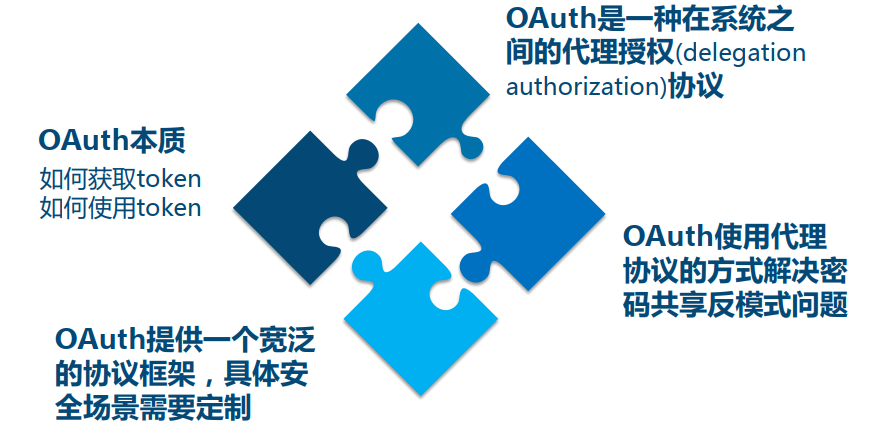 OAuth是一种在系统之
间的代理授权(delegation
authorization)协议
OAuth本质
如何获取token
如何使用token
OAuth使用代理
协议的方式解决密
码共享反模式问题
OAuth提供一个宽泛
的协议框架，具体安
全场景需要定制